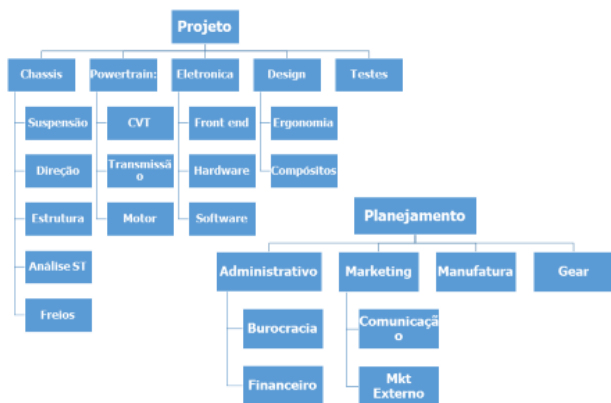 Projeto
Chassis
Powertrain:
Eletronica
Design
Testes
Suspensão
CVT
Front end
Ergonomia
Direção
Transmissã
o
Hardware
Compósitos
Estrutura
Motor
Software
Análise ST
Freios
Planejamento
Administrativo
Marketing
Manufatura
Gear
Burocracia
Comunicaçã
o
Financeiro
Mkt
Externo